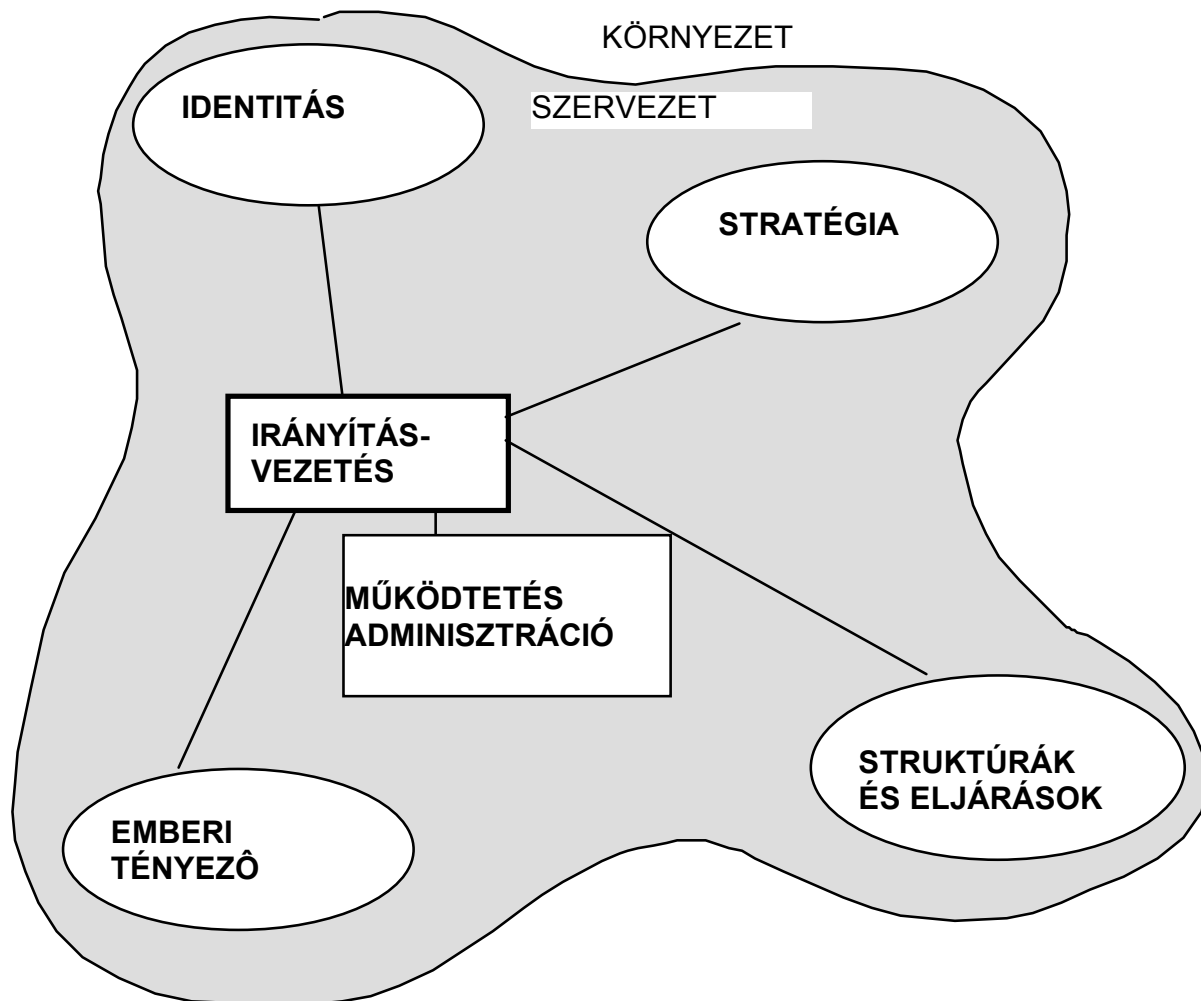 KÖRNYEZET
IDENTITÁS
SZERVEZET
STRATÉGIA
IRÁNYÍTÁS-
VEZETÉS
MŰKÖDTETÉS
ADMINISZTRÁCIÓ
STRUKTÚRÁK
ÉS ELJÁRÁSOK
EMBERI
TÉNYEZÔ